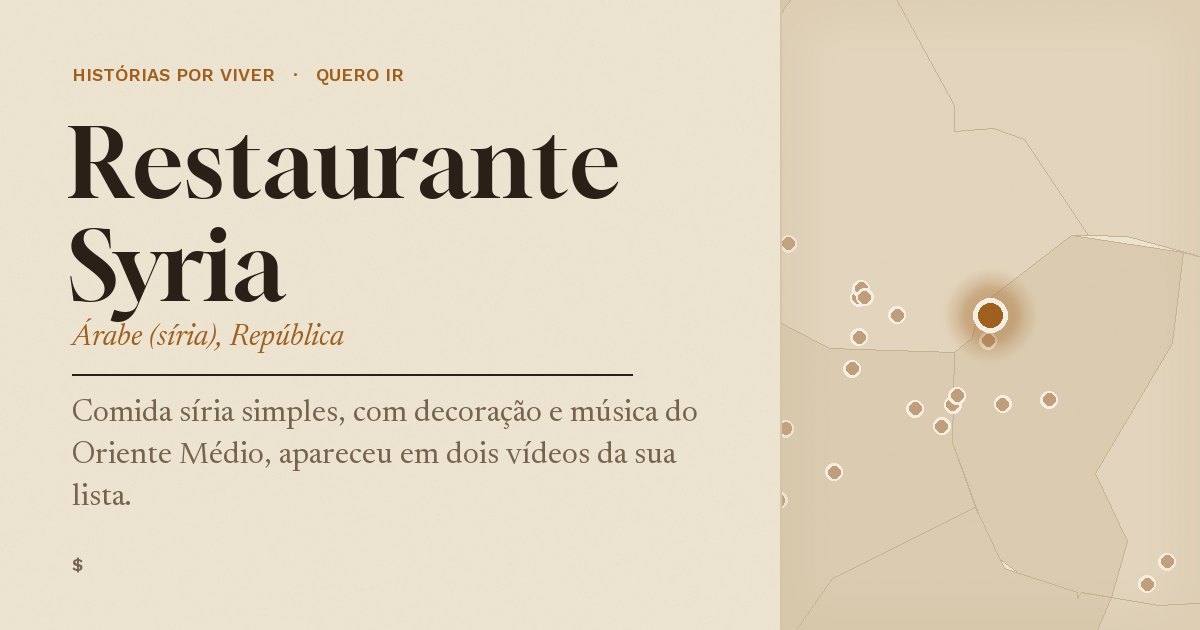 HISTÓRIAS POR VIVER · QUERO IR
Restaurante
Syria
Árabe (síria), República
Comida síria simples, com decoração e música do
Oriente Médio, apareceu em dois vídeos da sua
lista.
$